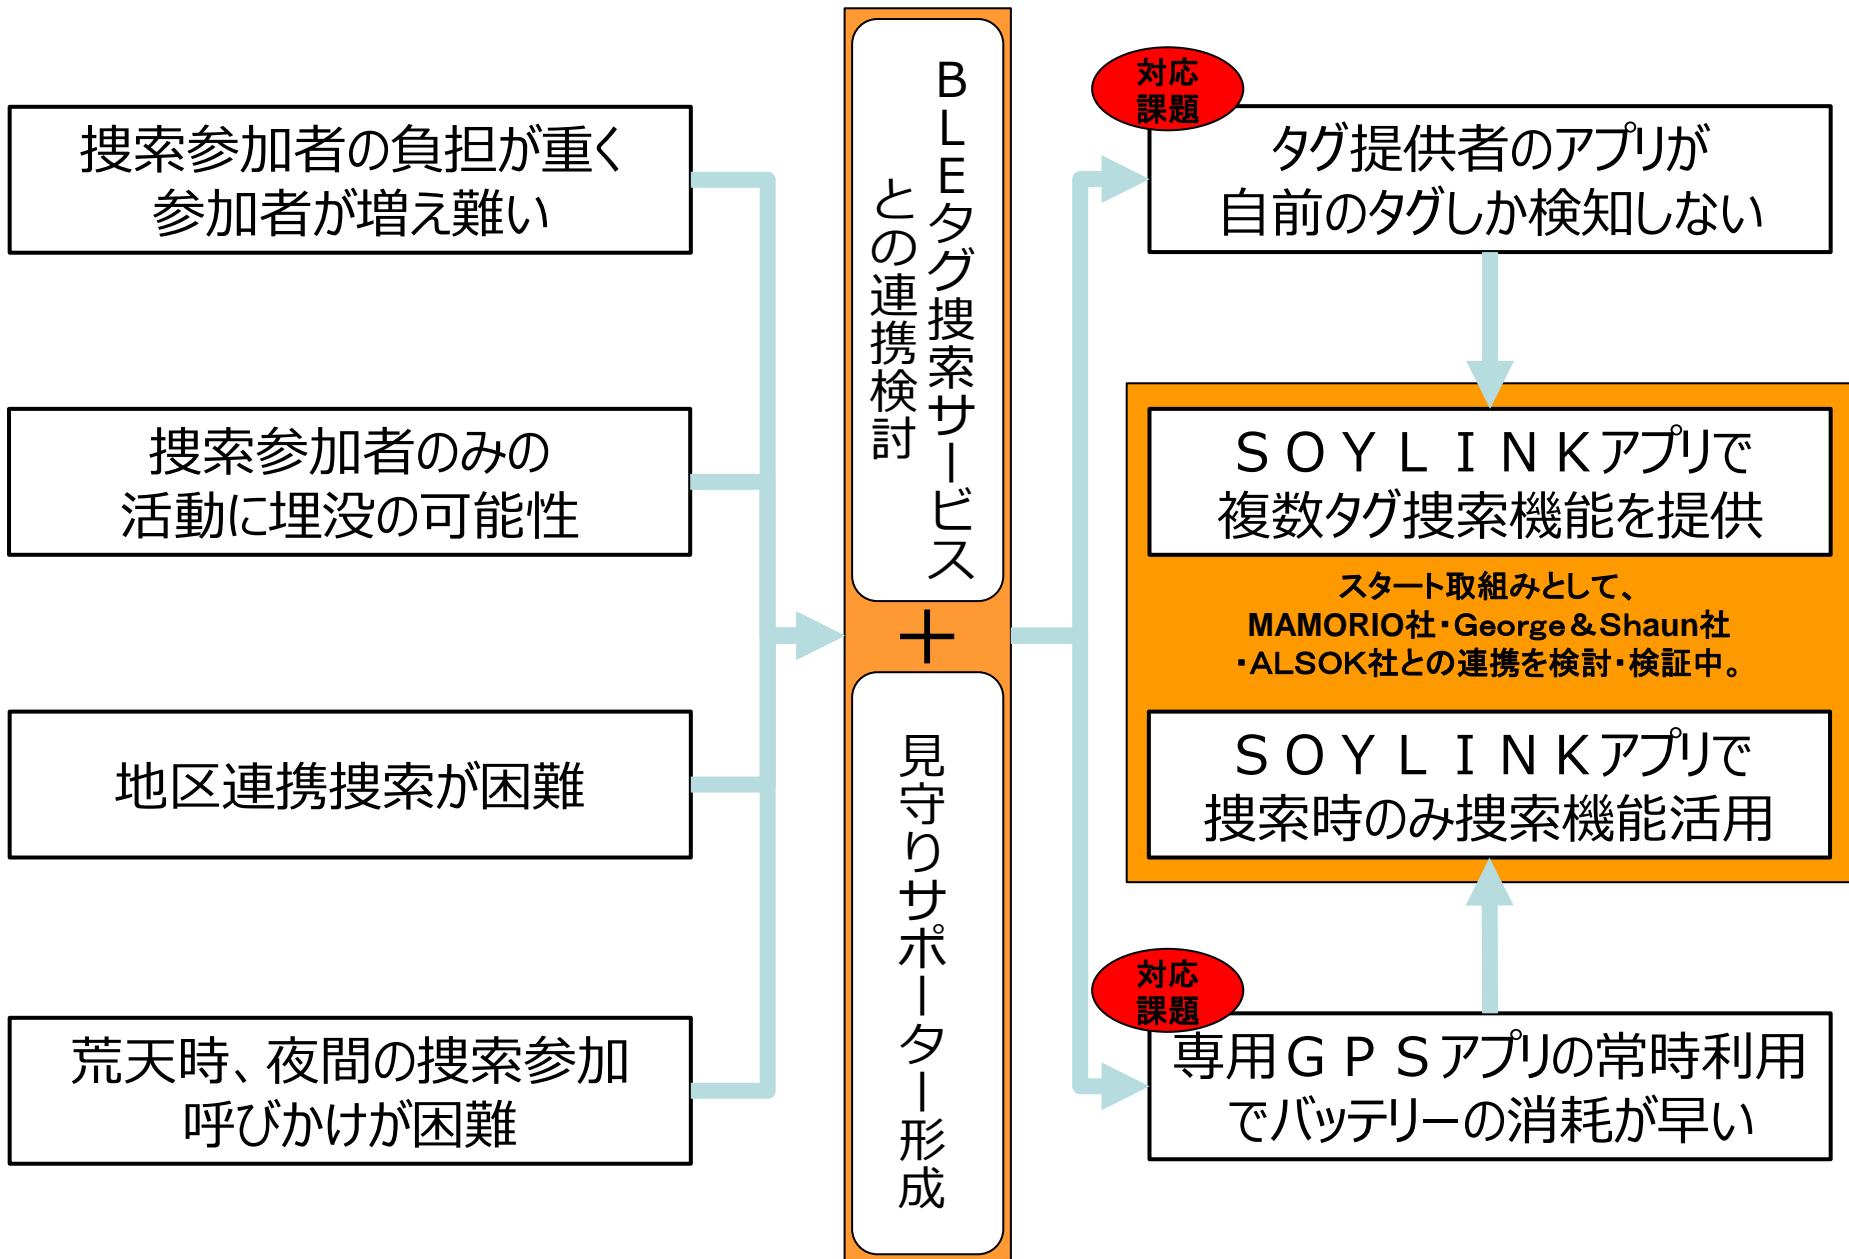 捜索参加者の負担が重く
参加者が増え難い
捜索参加者のみの
活動に埋没の可能性
地区連携捜索が困難
荒天時、夜間の捜索参加
呼びかけが困難
ＢＬＥタグ捜索サービス
との連携検討
＋
見守りサポーター形成
対応
課題
タグ提供者のアプリが
自前のタグしか検知しない
ＳＯＹＬＩＮＫアプリで
複数タグ捜索機能を提供
スタート取組みとして、
MAMORIO社・George＆Shaun社
・ALSOK社との連携を検討・検証中。
ＳＯＹＬＩＮＫアプリで
捜索時のみ捜索機能活用
対応
課題
専用ＧＰＳアプリの常時利用
でバッテリーの消耗が早い